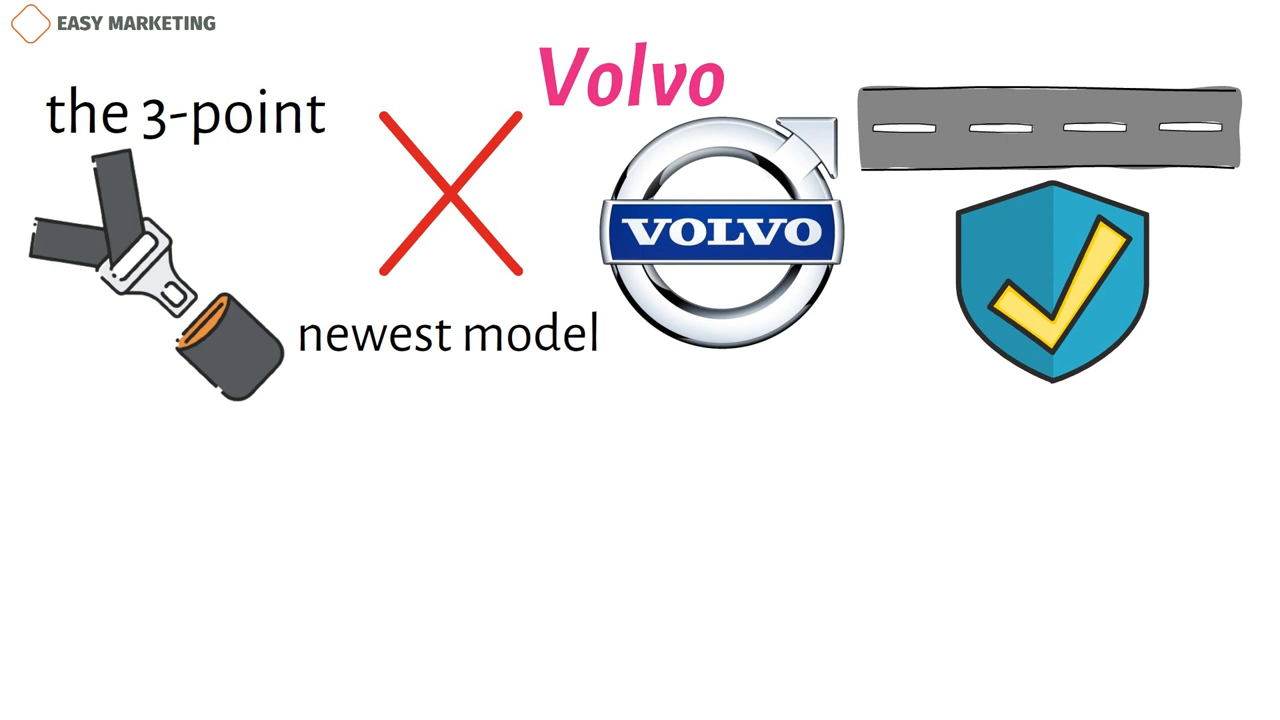 EASY MARKETING
Volvo
the 3-point
VOLVO
newest model